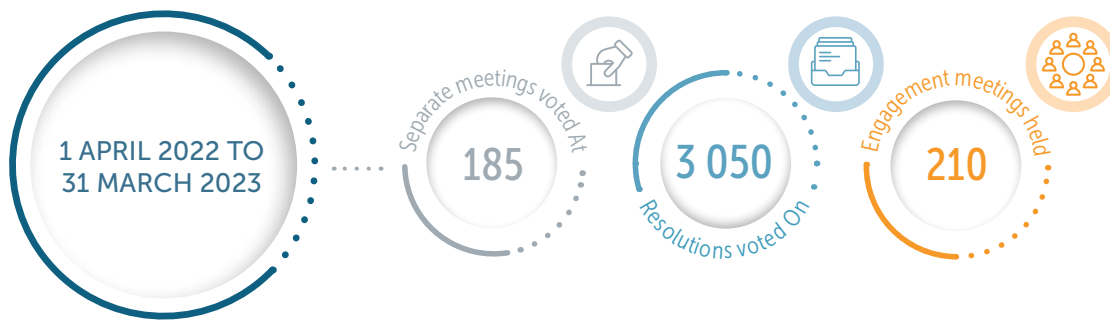 1 APRIL 2022 TO
31 MARCH 2023
Separate meetings voted At
185
3 050
Resolutions voted On
Engagement meetings held
210